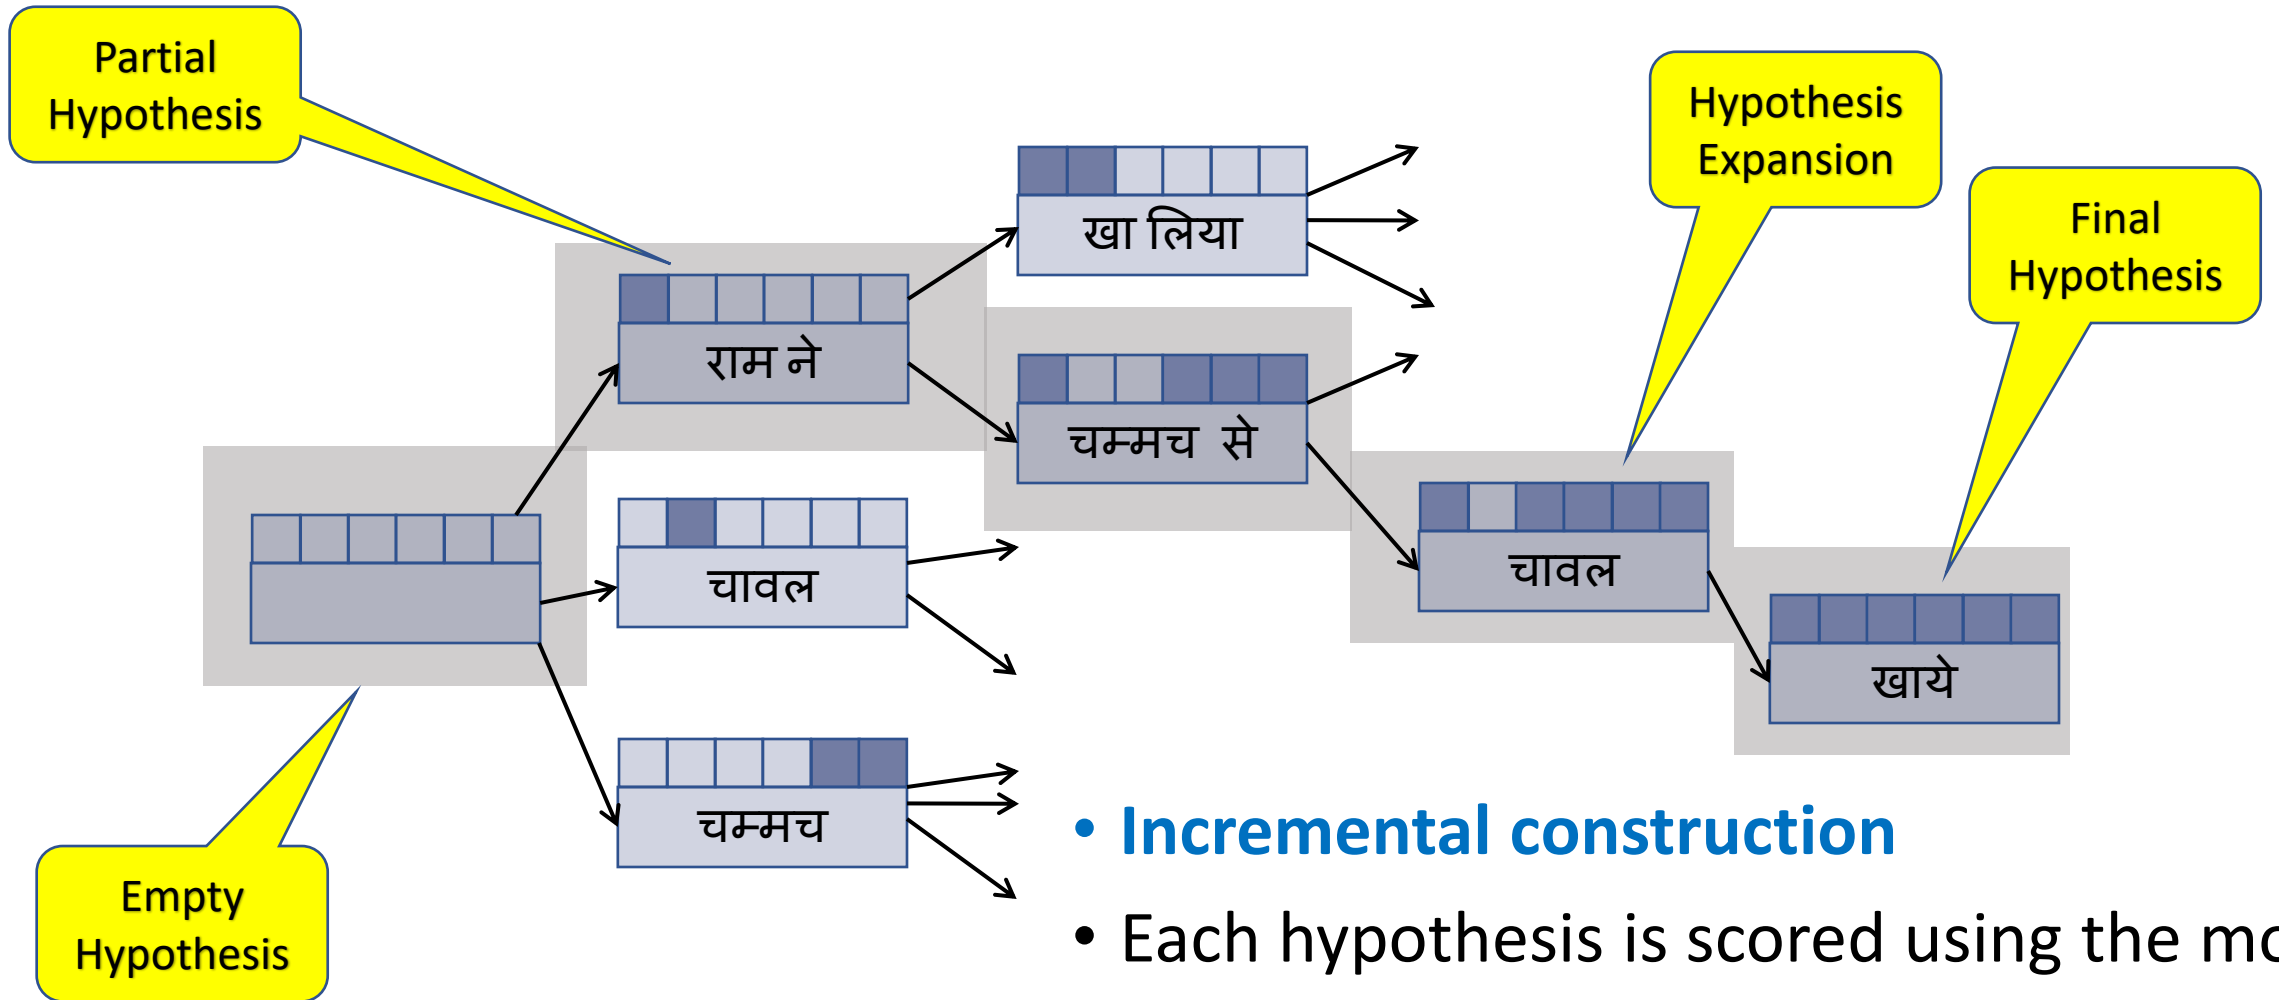 Partial
Hypothesis
Hypothesis
Expansion
Final
Hypothesis
खा लिया
राम ने
चम्मच से
चावल
चावल
खाये
चम्मच
Empty
Hypothesis
• Incremental construction
• Each hypothesis is scored using the